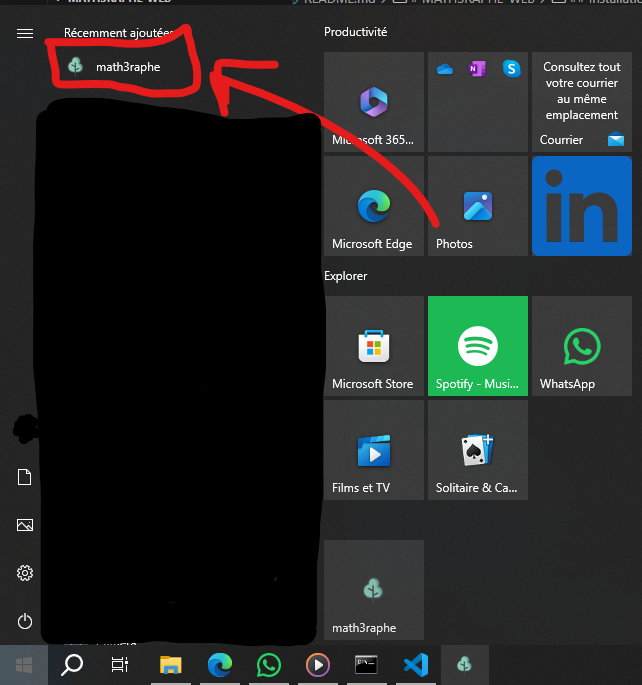 Récemment ajoutées
math3raphe
Productivité
Microsoft 365...
Consultez tout
votre courrier
au même
emplacement
Courrier
Microsoft Edge
Photos
in
Explorer
Microsoft Store
Spotify - Musi...
WhatsApp
Films et TV
Solitaire & Ca...
math3raphe